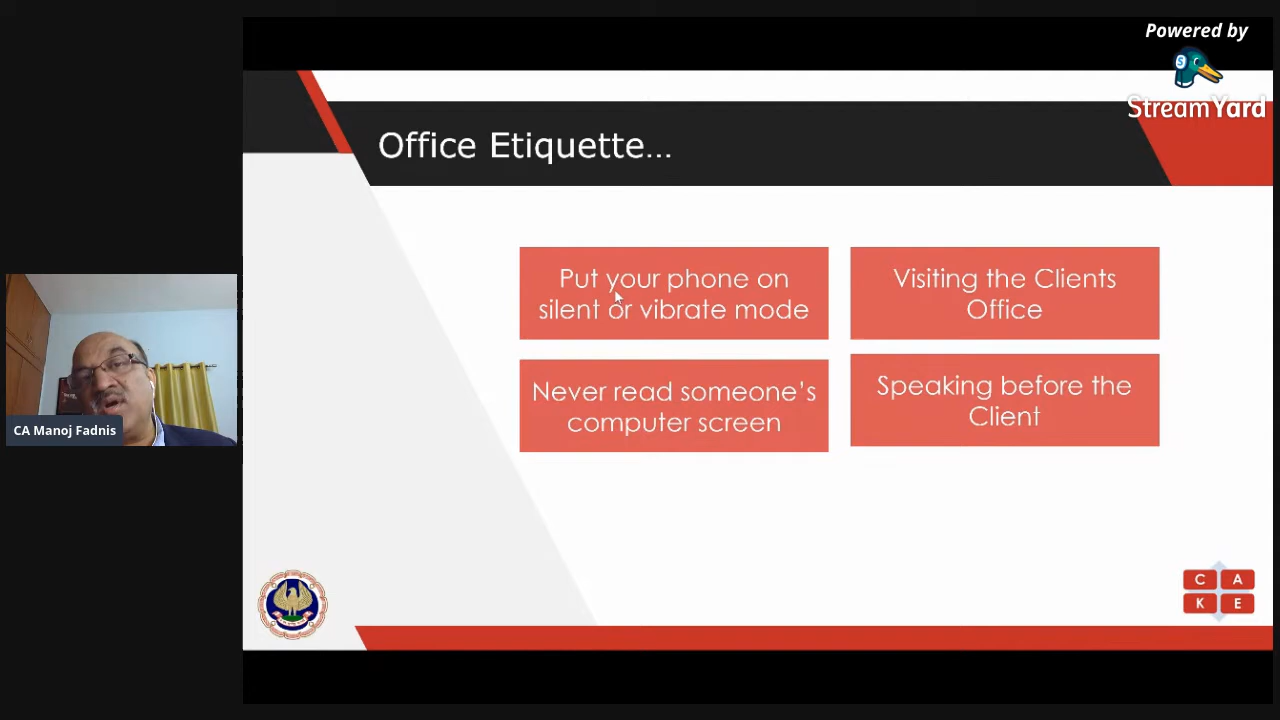 Powered by
StreamYard
Office Etiquette...
Put your phone on
silent or vibrate mode
Visiting the Clients
Office
Never read someone’s
computer screen
Speaking before the
Client
CA Manoj Fadnis
C A
K E